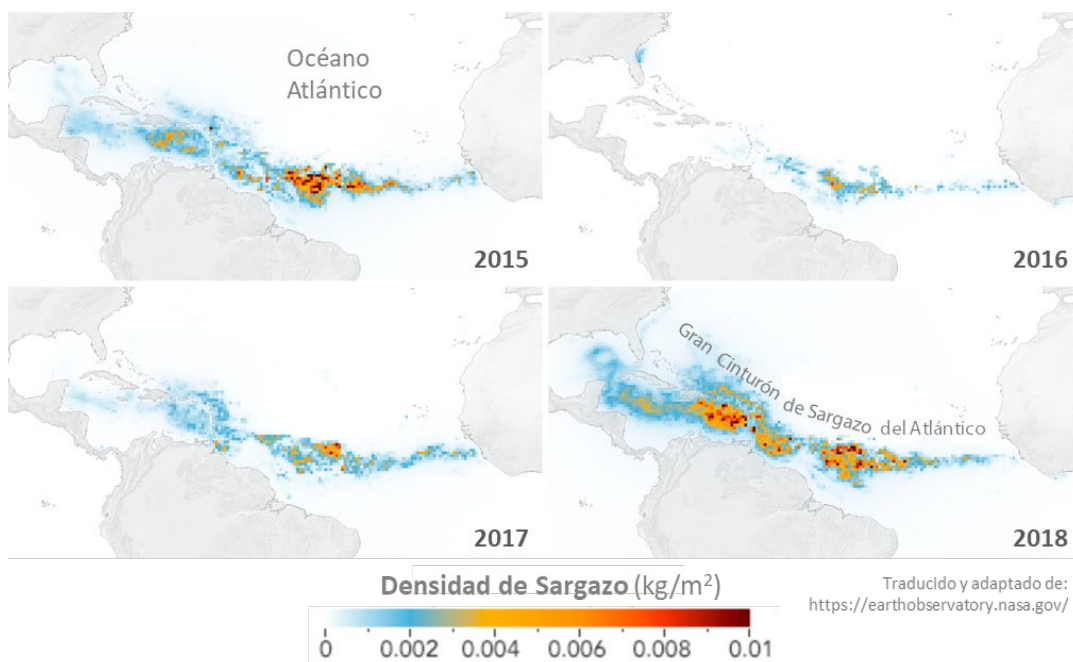 Océano
Atlántico
2015
2016
2017
Gran Cinturón de Sargazo del Atlántico
2018
Densidad de Sargazo (kg/m²)
0 0.002 0.004 0.006 0.008 0.01
Traducido y adaptado de:
https://earthobservatory.nasa.gov/